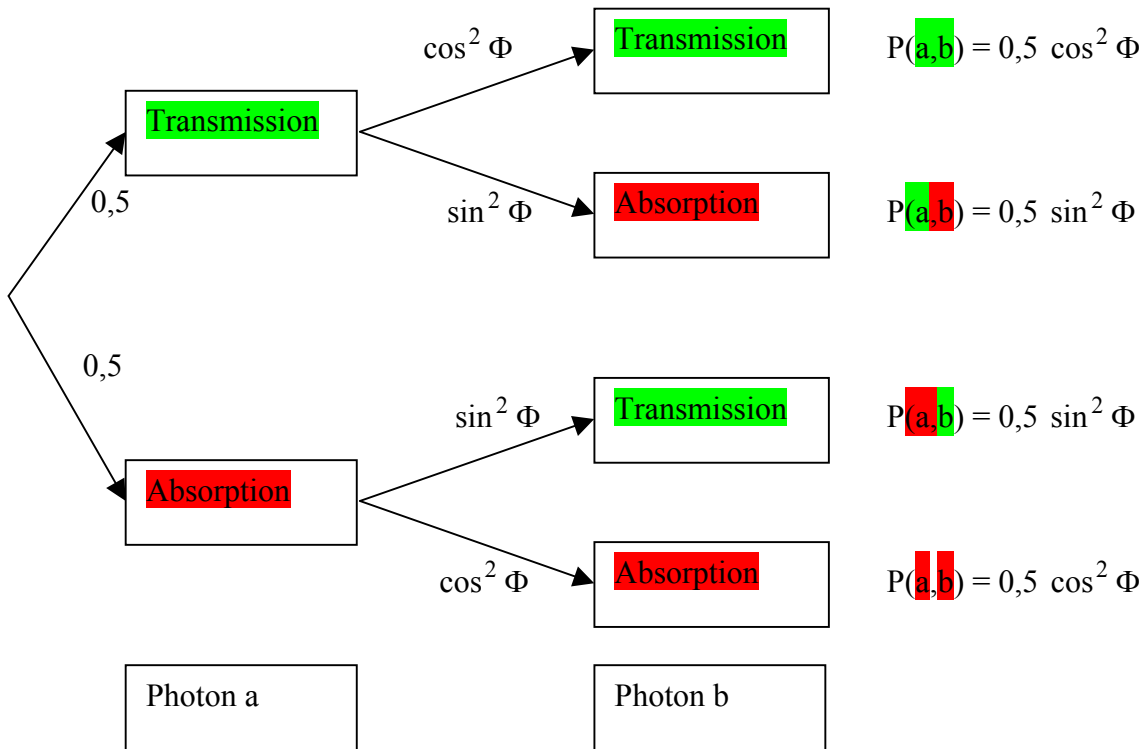 cos² Φ
Transmission
P(a,b) = 0,5 cos² Φ
Transmission
0,5
sin² Φ
Absorption
P(a,b) = 0,5 sin² Φ
0,5
sin² Φ
Transmission
P(a,b) = 0,5 sin² Φ
Absorption
cos² Φ
Absorption
P(a,b) = 0,5 cos² Φ
Photon a
Photon b